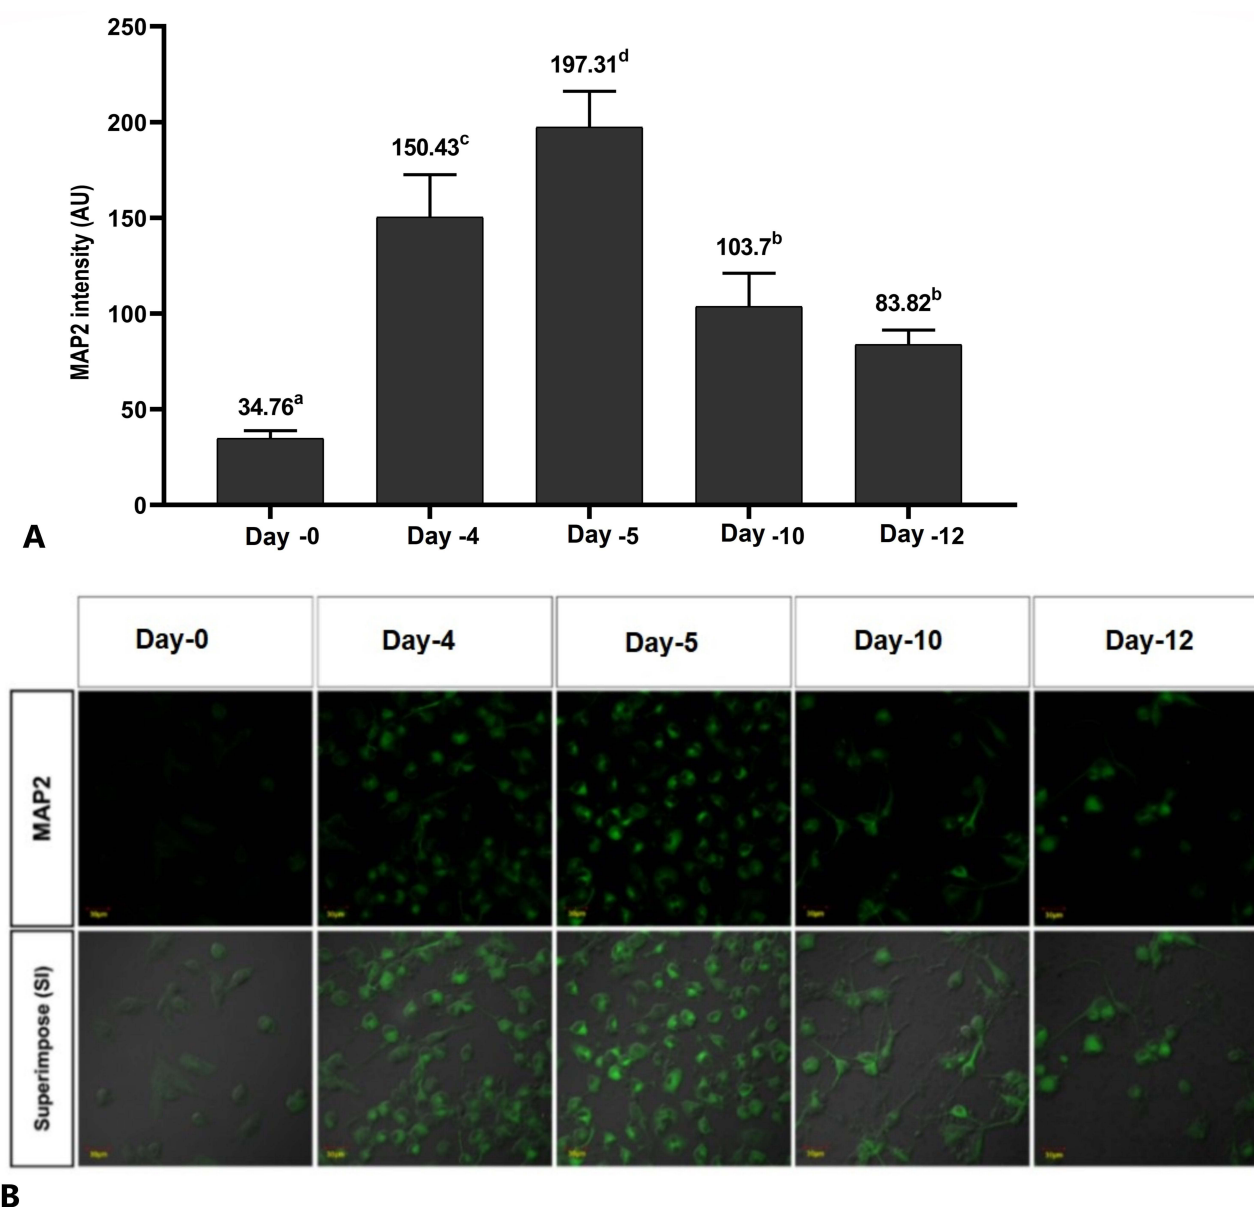 250
200
150
100
50
0
MAP2 intensity (AU)
34.76a
150.43c
197.31d
103.7b
83.82b
Day -0 Day -4 Day -5 Day -10 Day -12
A
Day-0 Day-4 Day-5 Day-10 Day-12
MAP2
Superimpose (SI)
B